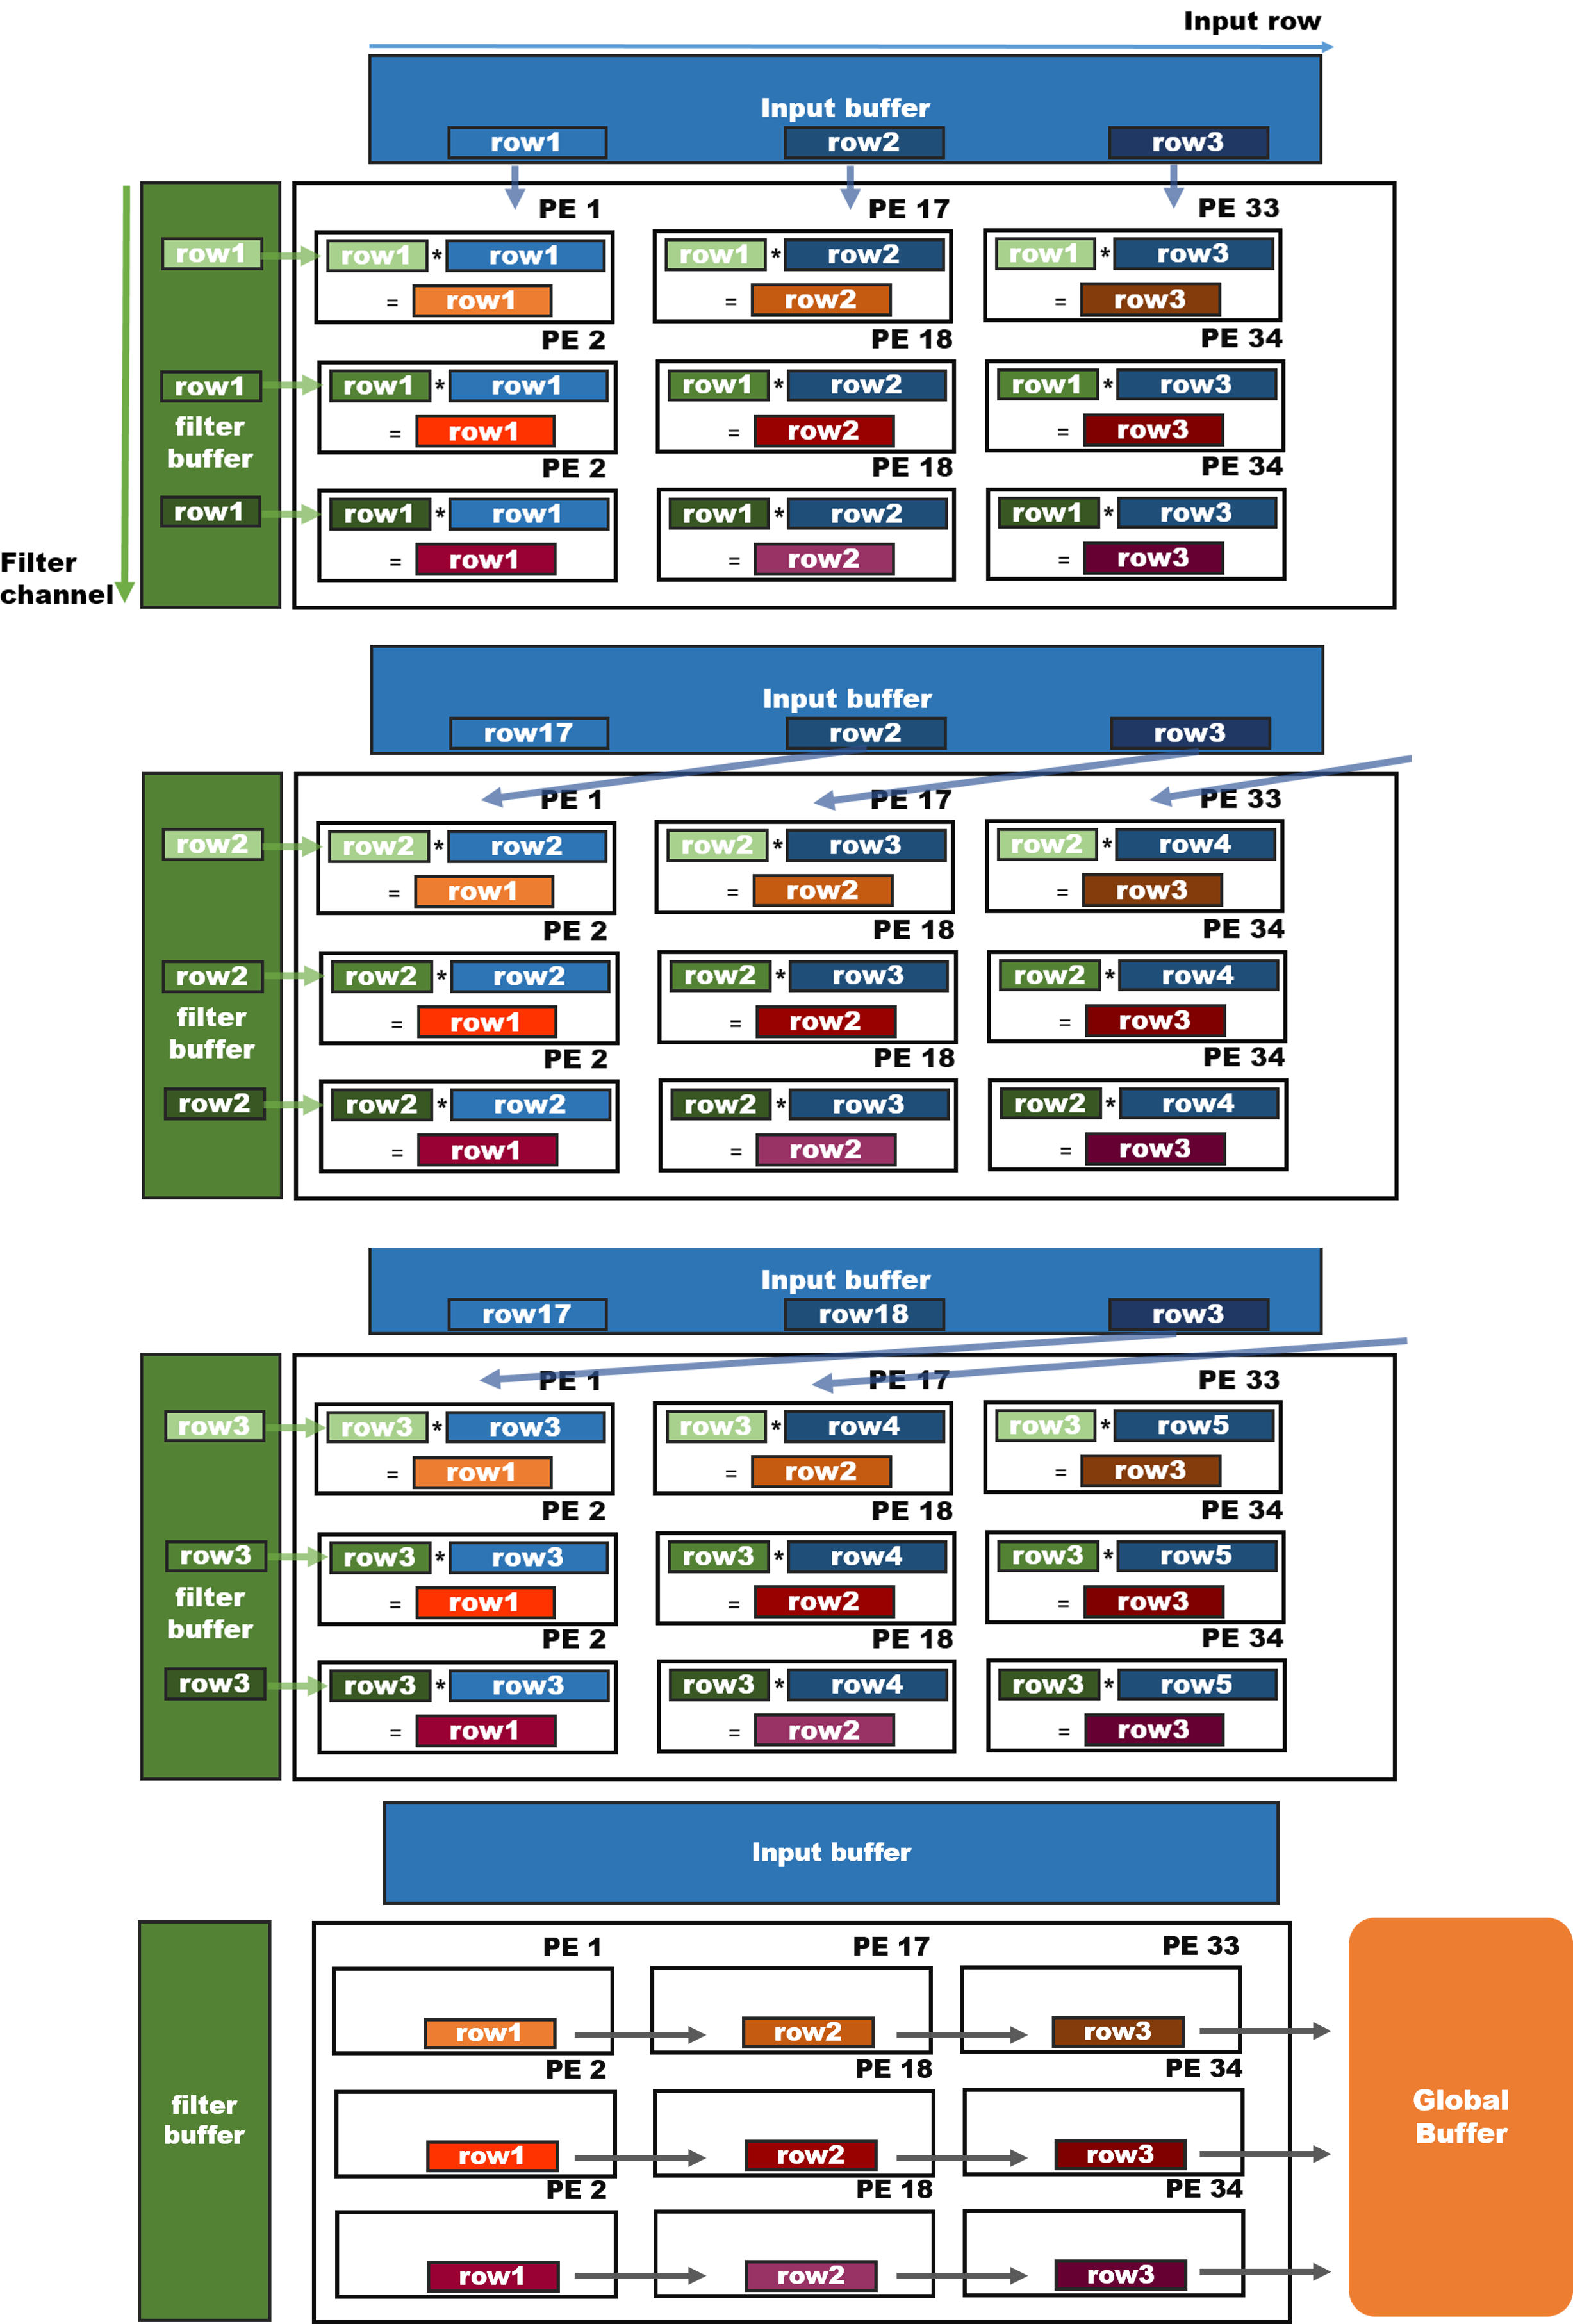 Input row
Input buffer
row1 row2 row3
PE 1 PE 17 PE 33
row1 row1 * row1 row1 * row2 row1 * row3
= row1 = row2 = row3
PE 2 PE 18 PE 34
row1 row1 * row1 row1 * row2 row1 * row3
filter
= row1 = row2 = row3
buffer
PE 2 PE 18 PE 34
row1 row1 * row1 row1 * row2 row1 * row3
= row1 = row2 = row3
Filter
channel
Input buffer
row17 row2 row3
PE 1 PE 17 PE 33
row2 row2 * row2 row2 * row3 row2 * row4
= row1 = row2 = row3
PE 2 PE 18 PE 34
row2 row2 * row2 row2 * row3 row2 * row4
filter
= row1 = row2 = row3
buffer
PE 2 PE 18 PE 34
row2 row2 * row2 row2 * row3 row2 * row4
= row1 = row2 = row3
Input buffer
row17 row18 row3
PE 1 PE 17 PE 33
row3 row3 * row3 row3 * row4 row3 * row5
= row1 = row2 = row3
PE 2 PE 18 PE 34
row3 row3 * row3 row3 * row4 row3 * row5
filter
= row1 = row2 = row3
buffer
PE 2 PE 18 PE 34
row3 row3 * row3 row3 * row4 row3 * row5
= row1 = row2 = row3
Input buffer
PE 1 PE 17 PE 33
row1 row2 row3
PE 2 PE 18 PE 34
filter
buffer
row1 row2 row3
PE 2 PE 18 PE 34
row1 row2 row3
Global
Buffer